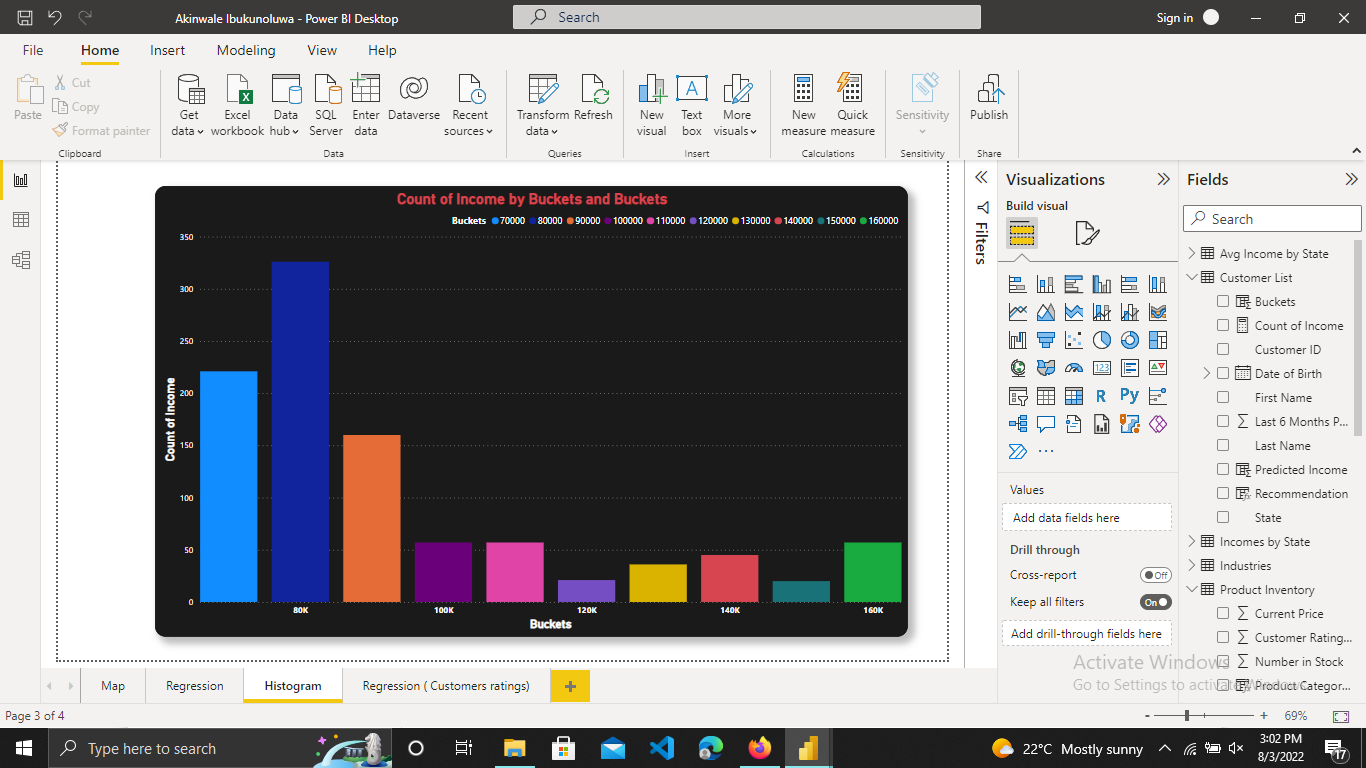 Akinwale Ibukunoluwa - Power BI Desktop
Search
Sign in
File Home Insert Modeling View Help
Paste
Cut
Copy
Format painter
Clipboard
Get data
Excel workbook
Data hub
SQL Server
Enter data
Dataverse
Recent sources
Data
Transform data
Refresh
Queries
New visual
Text box
More visuals
Insert
New measure
Quick measure
Calculations
Sensitivity
Sensitivity
Publish
Share
Count of Income by Buckets and Buckets
Buckets 70000 80000 90000 100000 110000 120000 130000 140000 150000 160000
350
300
250
200
150
100
50
0
Count of Income
80K 100K 120K 140K 160K
Buckets
Filters
Visualizations
Build visual
123
R
Py
Values
Add data fields here
Drill through
Cross-report Off
Keep all filters On
Add drill-through fields here
Fields
Search
Avg Income by State
Customer List
Buckets
Count of Income
Customer ID
Date of Birth
First Name
Last 6 Months P...
Last Name
Predicted Income
Recommendation
State
Incomes by State
Industries
Product Inventory
Current Price
Customer Rating...
Number in Stock
Product Categor...
Activate Windows
Go to Settings to activate Windows.
Map Regression Histogram Regression ( Customers ratings) +
Page 3 of 4
- + 69%
Type here to search
22°C Mostly sunny
3:02 PM
8/3/2022
17